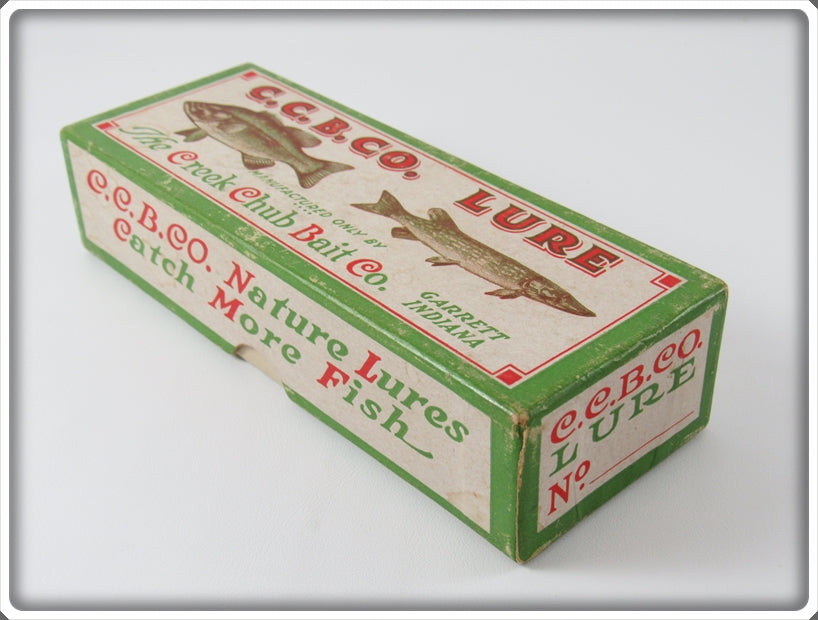 C.C.B.CO. LURE
The Creek Chub Bait Co.
MANUFACTURED ONLY BY
GARRETT
INDIANA
C.C.B.CO. Nature Lures
Catch More Fish
C.C.B.CO.
LURE
No.